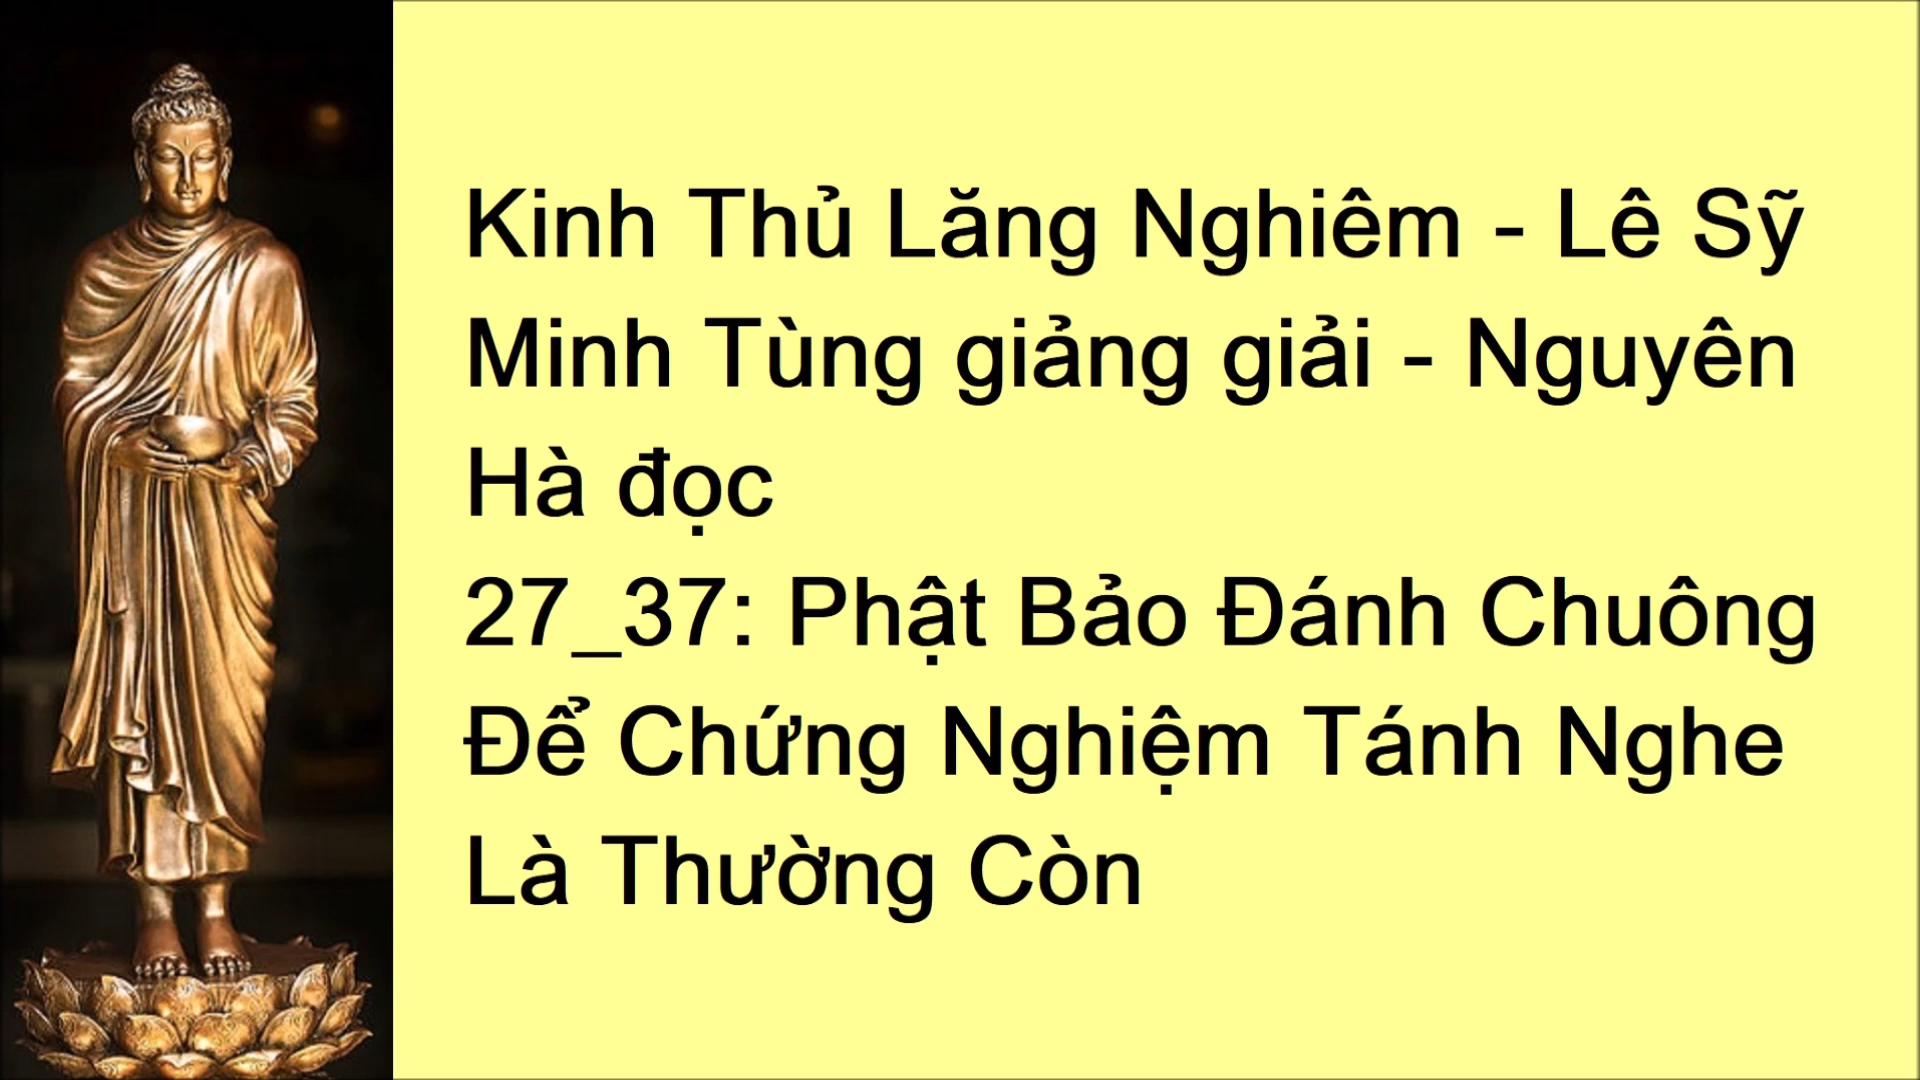 Kinh Thủ Lăng Nghiêm - Lê Sỹ
Minh Tùng giảng giải - Nguyên
Hà đọc
27_37: Phật Bảo Đánh Chuông
Để Chứng Nghiệm Tánh Nghe
Là Thường Còn